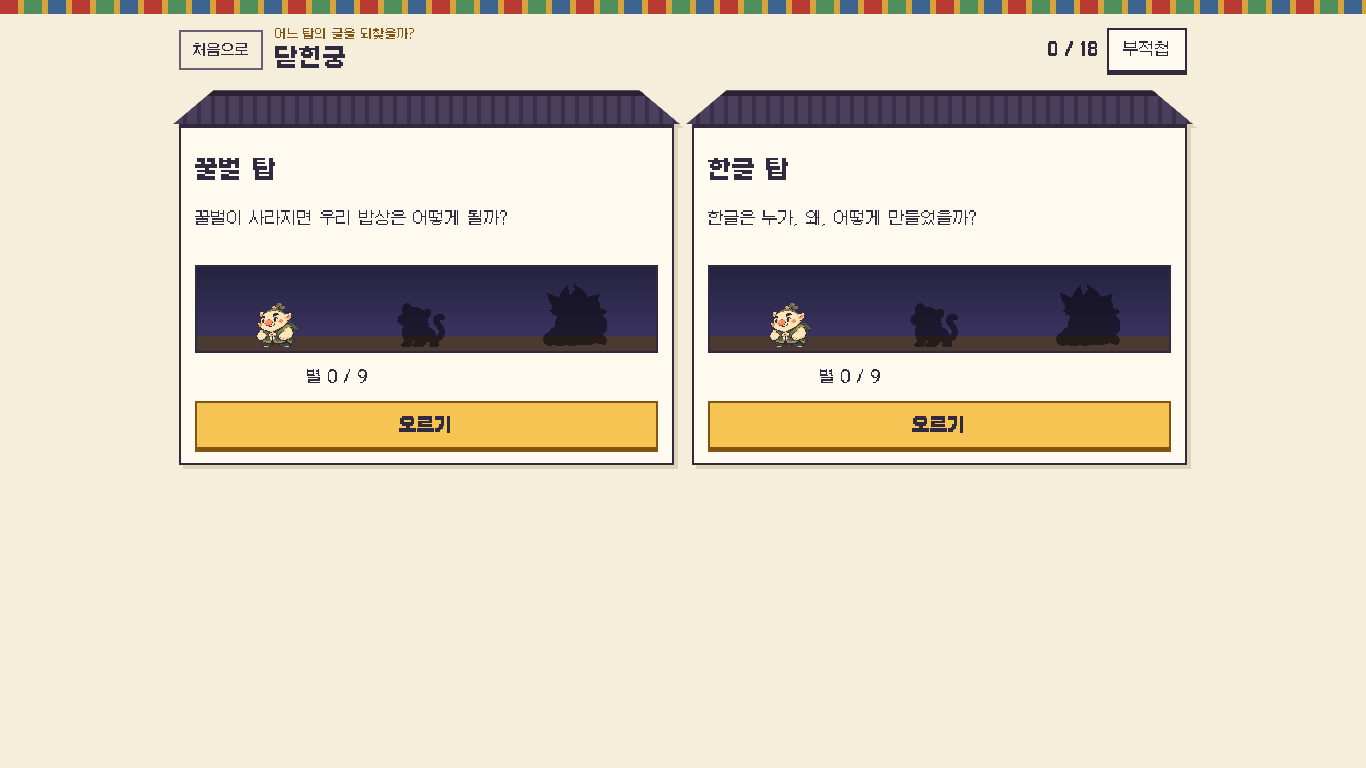 처음으로
어느 탑의 글을 되찾을까?
닫힌궁
0 / 18
부적첩
꿀벌 탑
꿀벌이 사라지면 우리 밥상은 어떻게 될까?
별 0 / 9
오르기
한글 탑
한글은 누가, 왜, 어떻게 만들었을까?
별 0 / 9
오르기